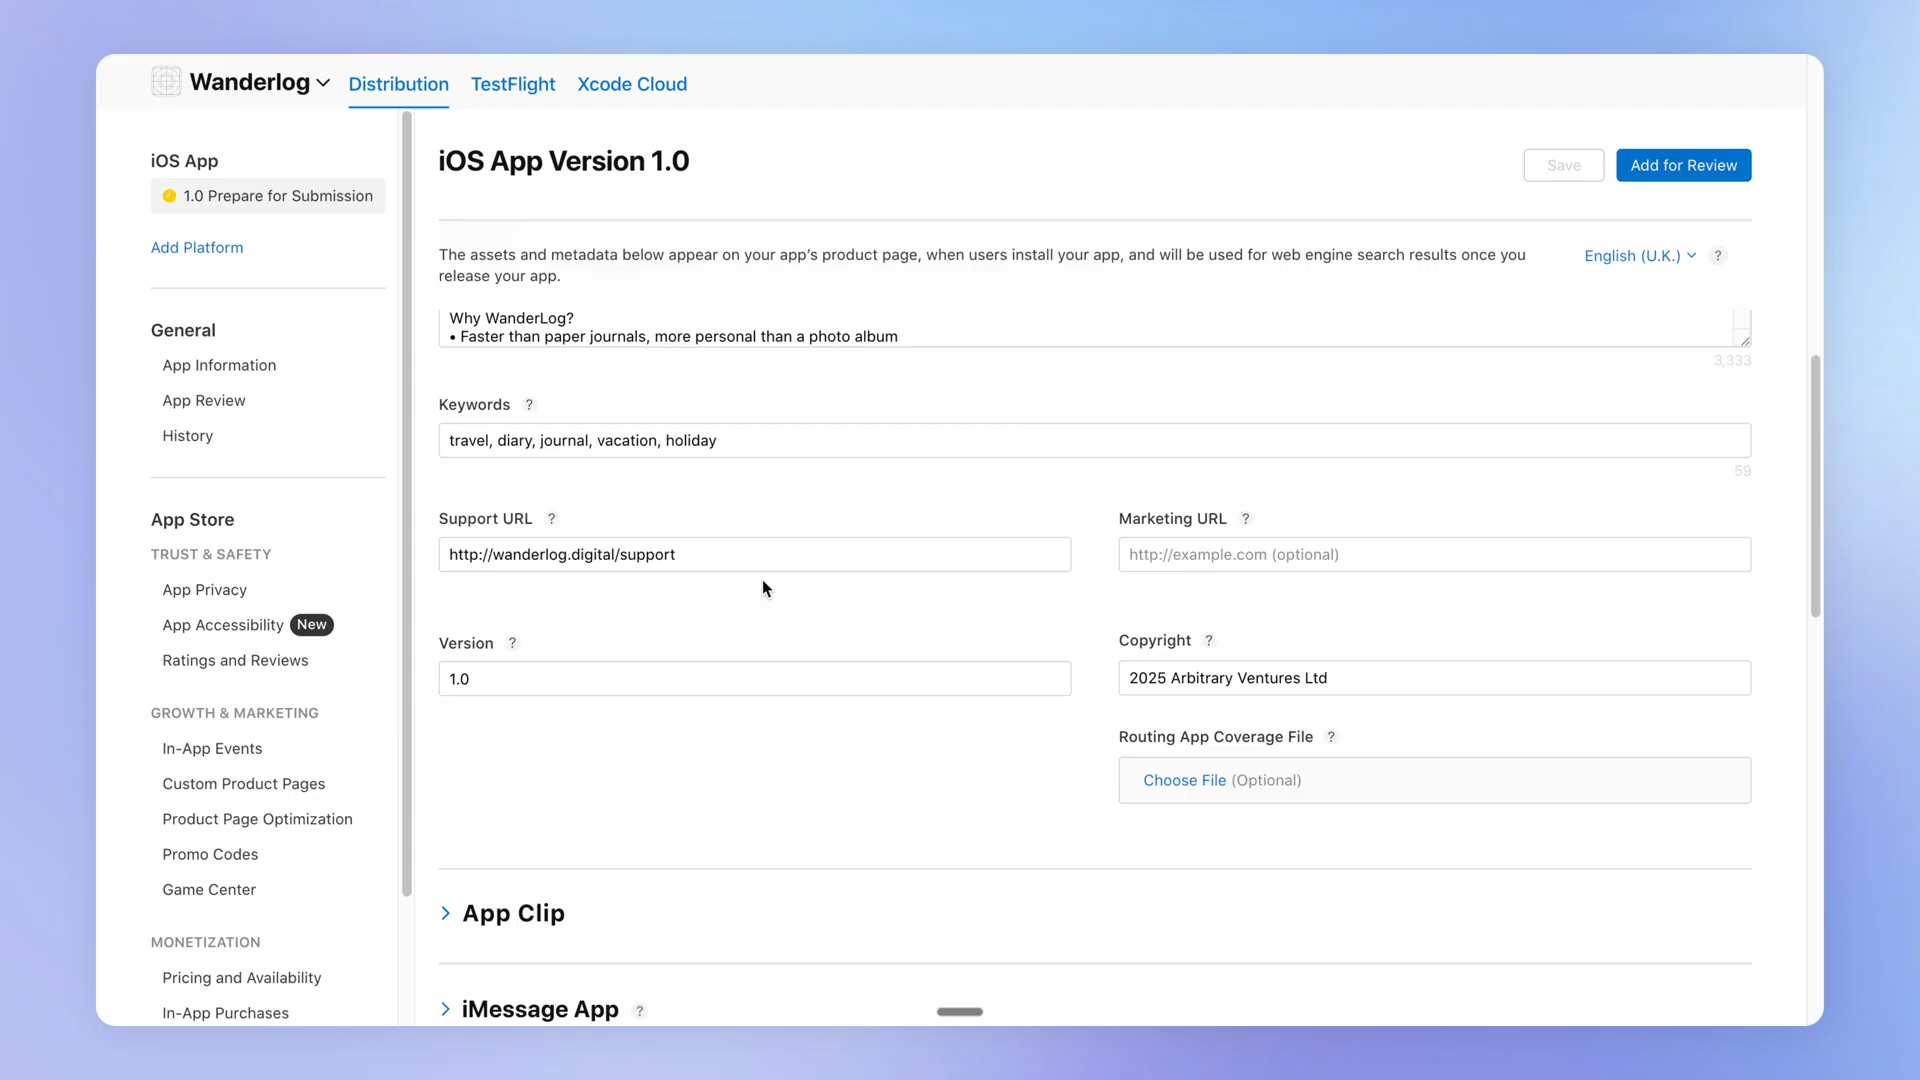 Wanderlog
Distribution
TestFlight
Xcode Cloud
iOS App
1.0 Prepare for Submission
Add Platform
General
App Information
App Review
History
App Store
TRUST & SAFETY
App Privacy
App Accessibility New
Ratings and Reviews
GROWTH & MARKETING
In-App Events
Custom Product Pages
Product Page Optimization
Promo Codes
Game Center
MONETIZATION
Pricing and Availability
In-App Purchases
iOS App Version 1.0
Save
Add for Review
The assets and metadata below appear on your app’s product page, when users install your app, and will be used for web engine search results once you
release your app.
English (U.K.)
?
Why WanderLog?
• Faster than paper journals, more personal than a photo album
3,333
Keywords ?
travel, diary, journal, vacation, holiday
59
Support URL ?
http://wanderlog.digital/support
Marketing URL ?
http://example.com (optional)
Version ?
1.0
Copyright ?
2025 Arbitrary Ventures Ltd
Routing App Coverage File ?
Choose File (Optional)
App Clip
iMessage App ?